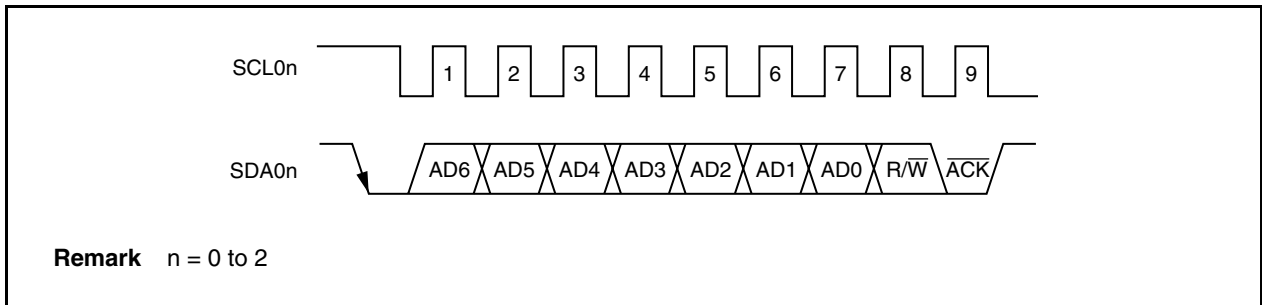 SCL0n
1 2 3 4 5 6 7 8 9
SDA0n
AD6 AD5 AD4 AD3 AD2 AD1 AD0 R/W̅ A̅C̅K̅
Remark n = 0 to 2